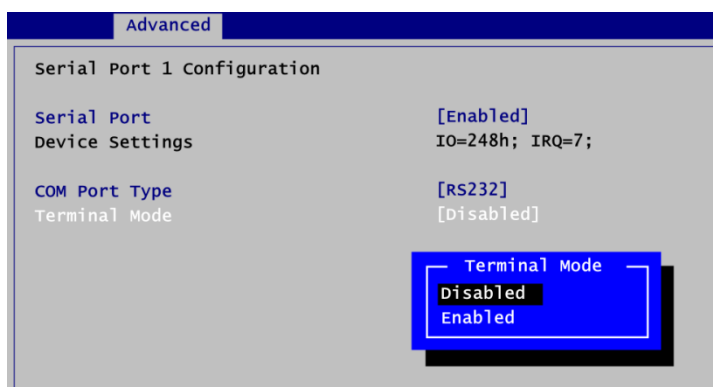 Advanced
Serial Port 1 Configuration
Serial Port [Enabled]
Device Settings IO=248h; IRQ=7;
COM Port Type [RS232]
Terminal Mode [Disabled]
Terminal Mode
Disabled
Enabled